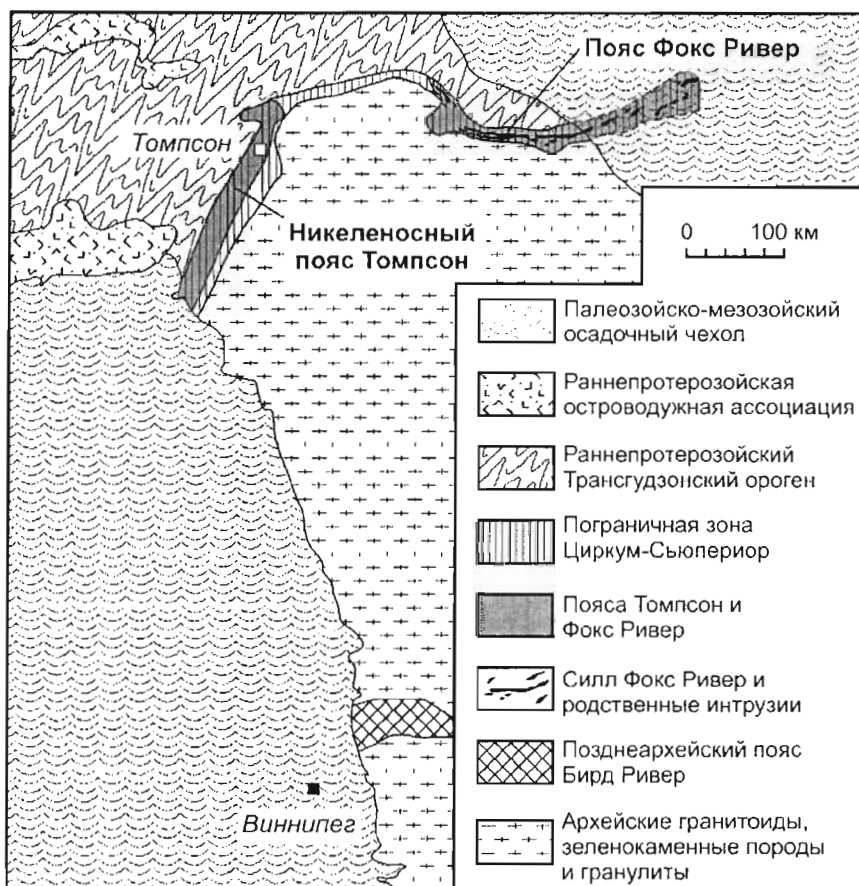 Пояс Фокс Ривер
Томпсон
Никеленосный
пояс Томпсон
0 100 км
Палеозойско-мезозойский
осадочный чехол
Раннепротерозойская
островодужная ассоциация
Раннепротерозойский
Трансгудзонский ороген
Пограничная зона
Циркум-Сьюпериор
Пояса Томпсон и
Фокс Ривер
Силл Фокс Ривер и
родственные интрузии
Позднеархейский пояс
Бирд Ривер
Виннипег
Архейские гранитоиды,
зеленокаменные породы
и гранулиты